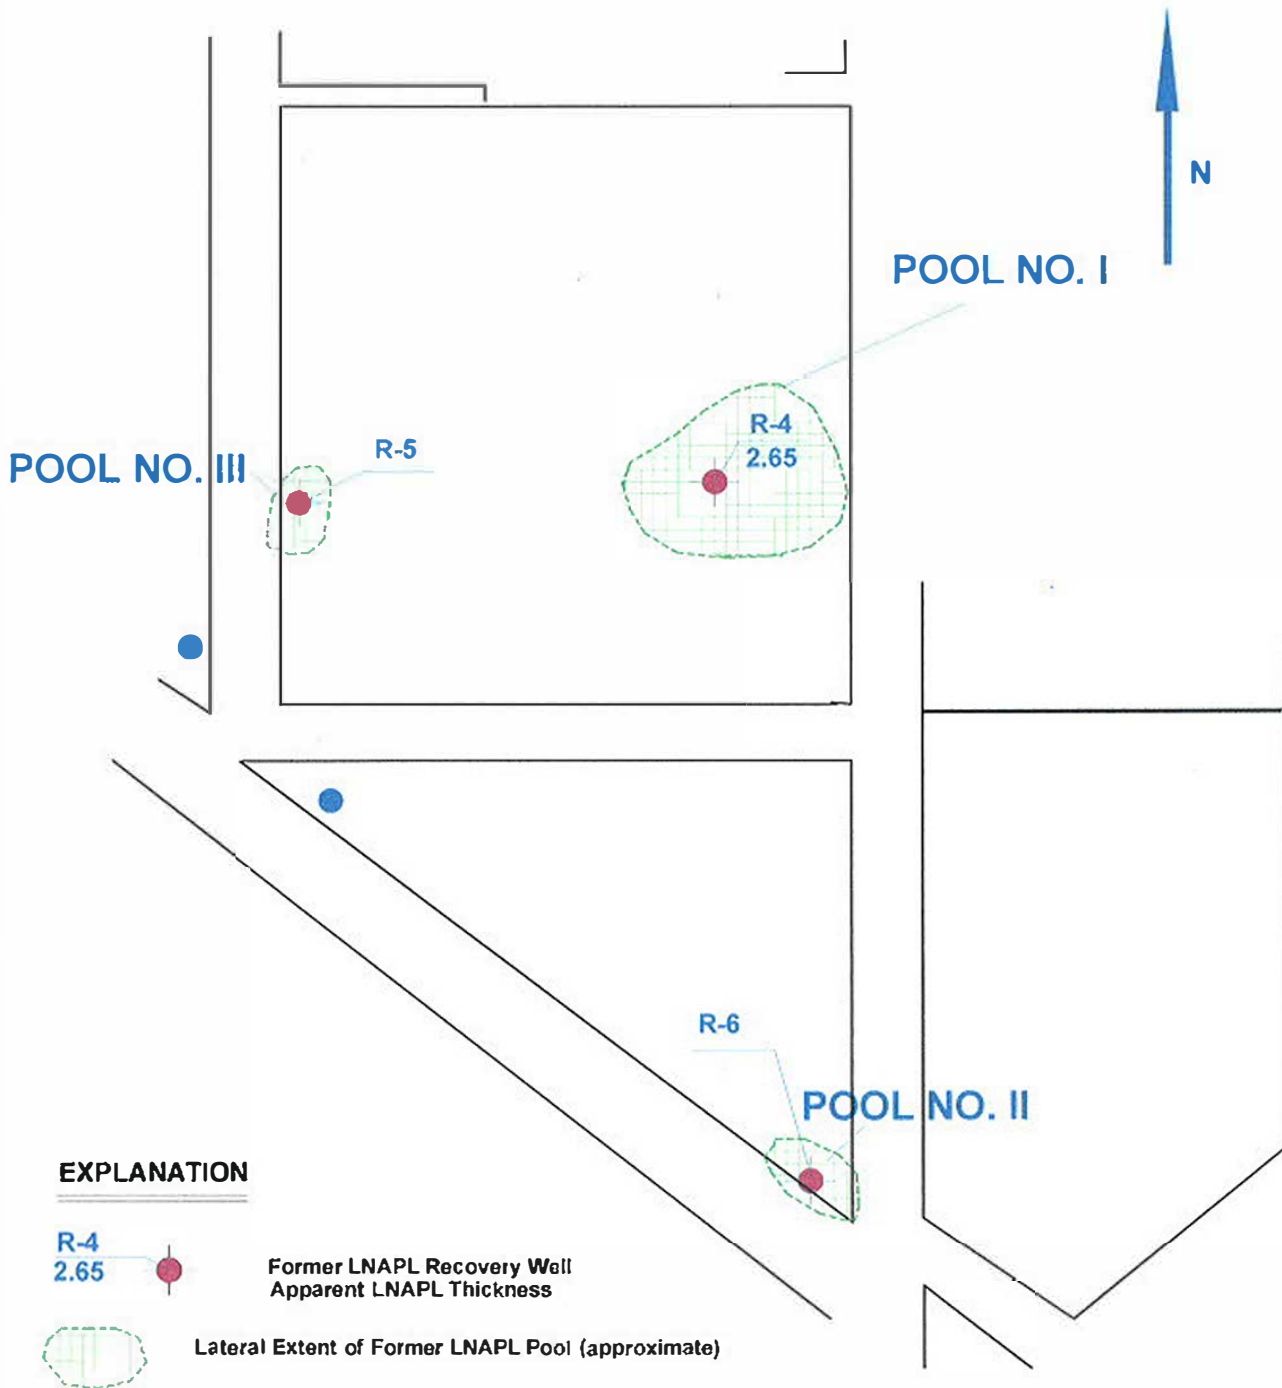 N
POOL NO. I
R-4
2.65
R-5
POOL NO. III
R-6
POOL NO. II
EXPLANATION
R-4
2.65
Former LNAPL Recovery Well
Apparent LNAPL Thickness
Lateral Extent of Former LNAPL Pool (approximate)